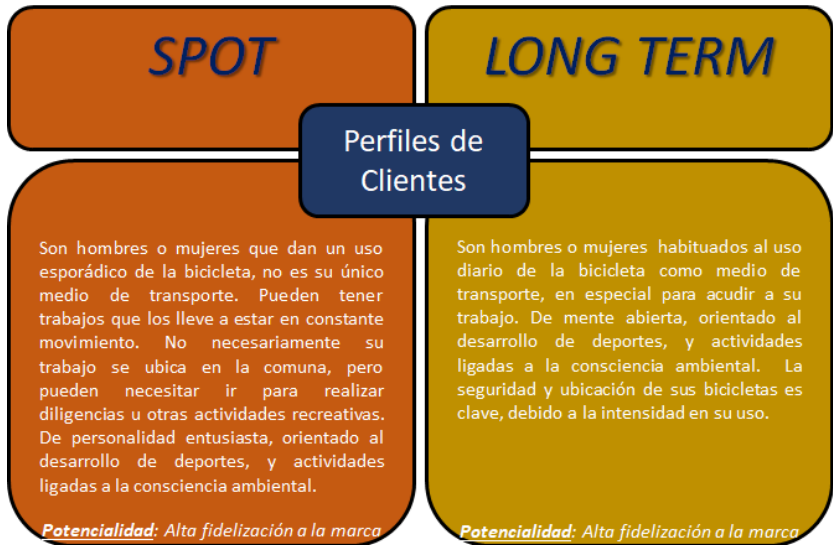 SPOT
LONG TERM
Perfiles de
Clientes
Son hombres o mujeres que dan un uso
esporádico de la bicicleta, no es su único
medio de transporte. Pueden tener
trabajos que los lleve a estar en constante
movimiento. No necesariamente su
trabajo se ubica en la comuna, pero
pueden necesitar ir para realizar
diligencias u otras actividades recreativas.
De personalidad entusiasta, orientado al
desarrollo de deportes, y actividades
ligadas a la consciencia ambiental.
Potencialidad: Alta fidelización a la marca
Son hombres o mujeres habituados al uso
diario de la bicicleta como medio de
transporte, en especial para acudir a su
trabajo. De mente abierta, orientado al
desarrollo de deportes, y actividades
ligadas a la consciencia ambiental. La
seguridad y ubicación de sus bicicletas es
clave, debido a la intensidad en su uso.
Potencialidad: Alta fidelización a la marca